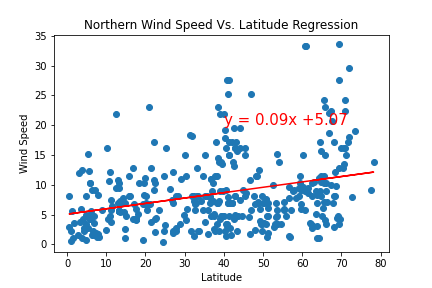 Northern Wind Speed Vs. Latitude Regression
35
30
25
20
15
10
5
0
Wind Speed
y = 0.09x +5.07
0 10 20 30 40 50 60 70 80
Latitude